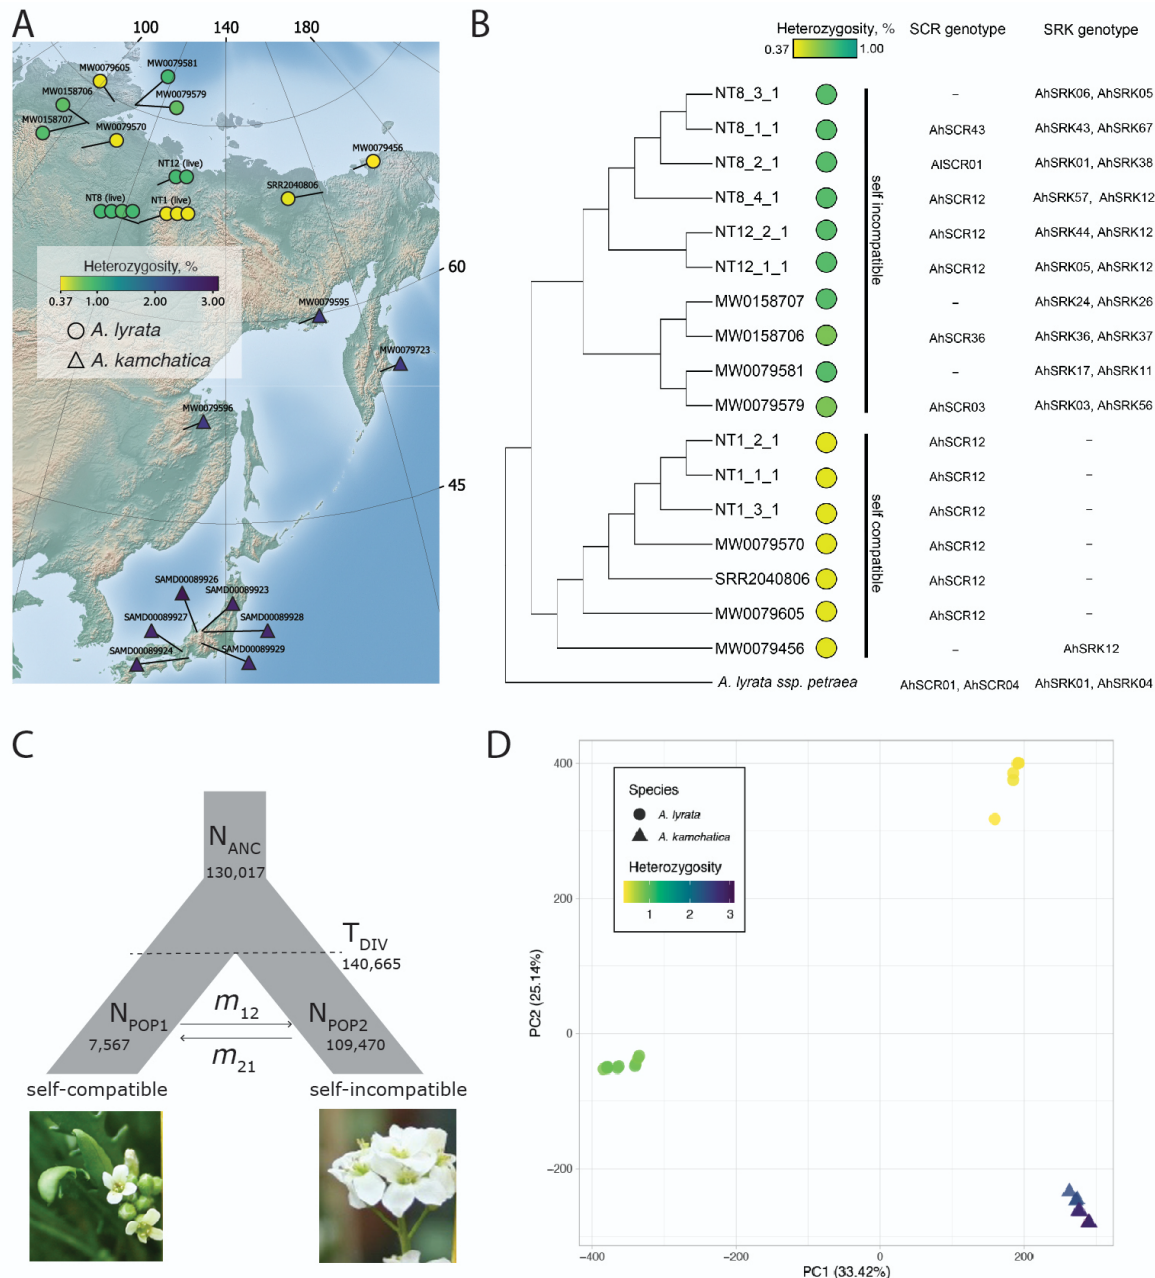 A
100 140 180
MW0079605
MW0079581
MW0158706
MW0079579
MW0158707
MW0079570
MW0079456
NT12 (live)
SRR2040806
NT8 (live)
NT1 (live)
60
Heterozygosity, %
0.37 1.00 2.00 3.00
A. lyrata
A. kamchatica
MW0079595
MW0079723
MW0079596
45
SAMD00089926
SAMD00089923
SAMD00089927
SAMD00089928
SAMD00089924
SAMD00089929
B
Heterozygosity, %
0.37 1.00
SCR genotype
SRK genotype
NT8_3_1 – AhSRK06, AhSRK05
NT8_1_1 AhSCR43 AhSRK43, AhSRK67
NT8_2_1 AlSCR01 AhSRK01, AhSRK38
NT8_4_1 AhSCR12 AhSRK57, AhSRK12
NT12_2_1 AhSCR12 AhSRK44, AhSRK12
NT12_1_1 AhSCR12 AhSRK05, AhSRK12
MW0158707 – AhSRK24, AhSRK26
MW0158706 AhSCR36 AhSRK36, AhSRK37
MW0079581 – AhSRK17, AhSRK11
MW0079579 AhSCR03 AhSRK03, AhSRK56
self incompatible
NT1_2_1 AhSCR12 –
NT1_1_1 AhSCR12 –
NT1_3_1 AhSCR12 –
MW0079570 AhSCR12 –
SRR2040806 AhSCR12 –
MW0079605 AhSCR12 –
MW0079456 – AhSRK12
self compatible
A. lyrata ssp. petraea AhSCR01, AhSCR04 AhSRK01, AhSRK04
C
NANC
130,017
TDIV
140,665
NPOP1
7,567
m12
m21
NPOP2
109,470
self-compatible
self-incompatible
D
Species
A. lyrata
A. kamchatica
Heterozygosity
1 2 3
400
200
0
−200
PC2 (25.14%)
−400 −200 0 200
PC1 (33.42%)